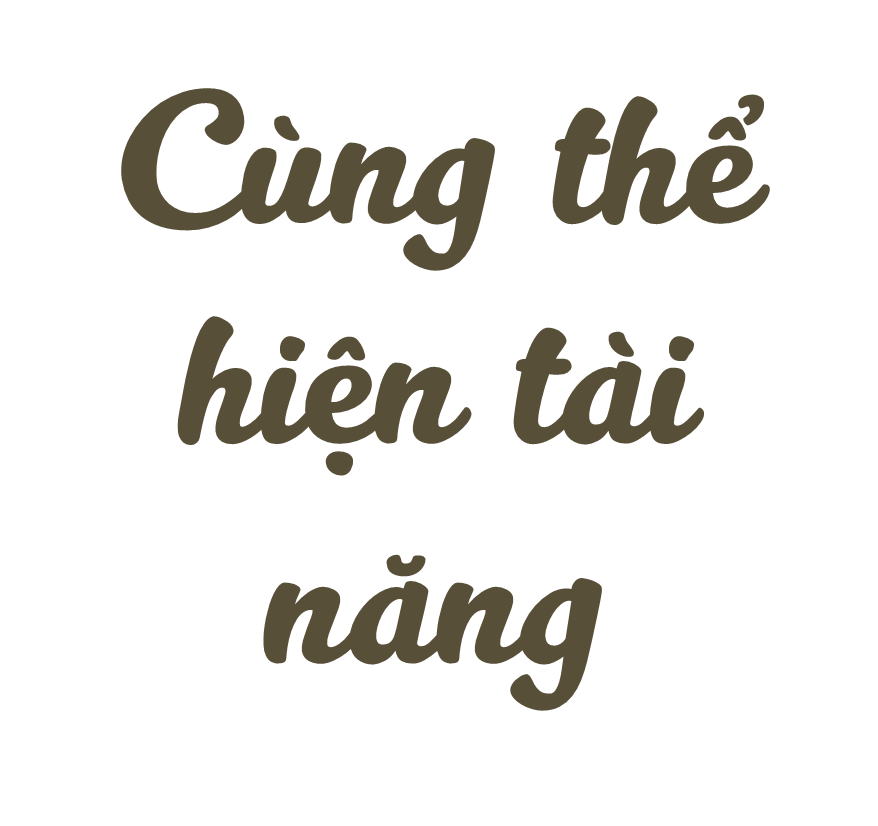 Cùng thể
hiện tài
năng